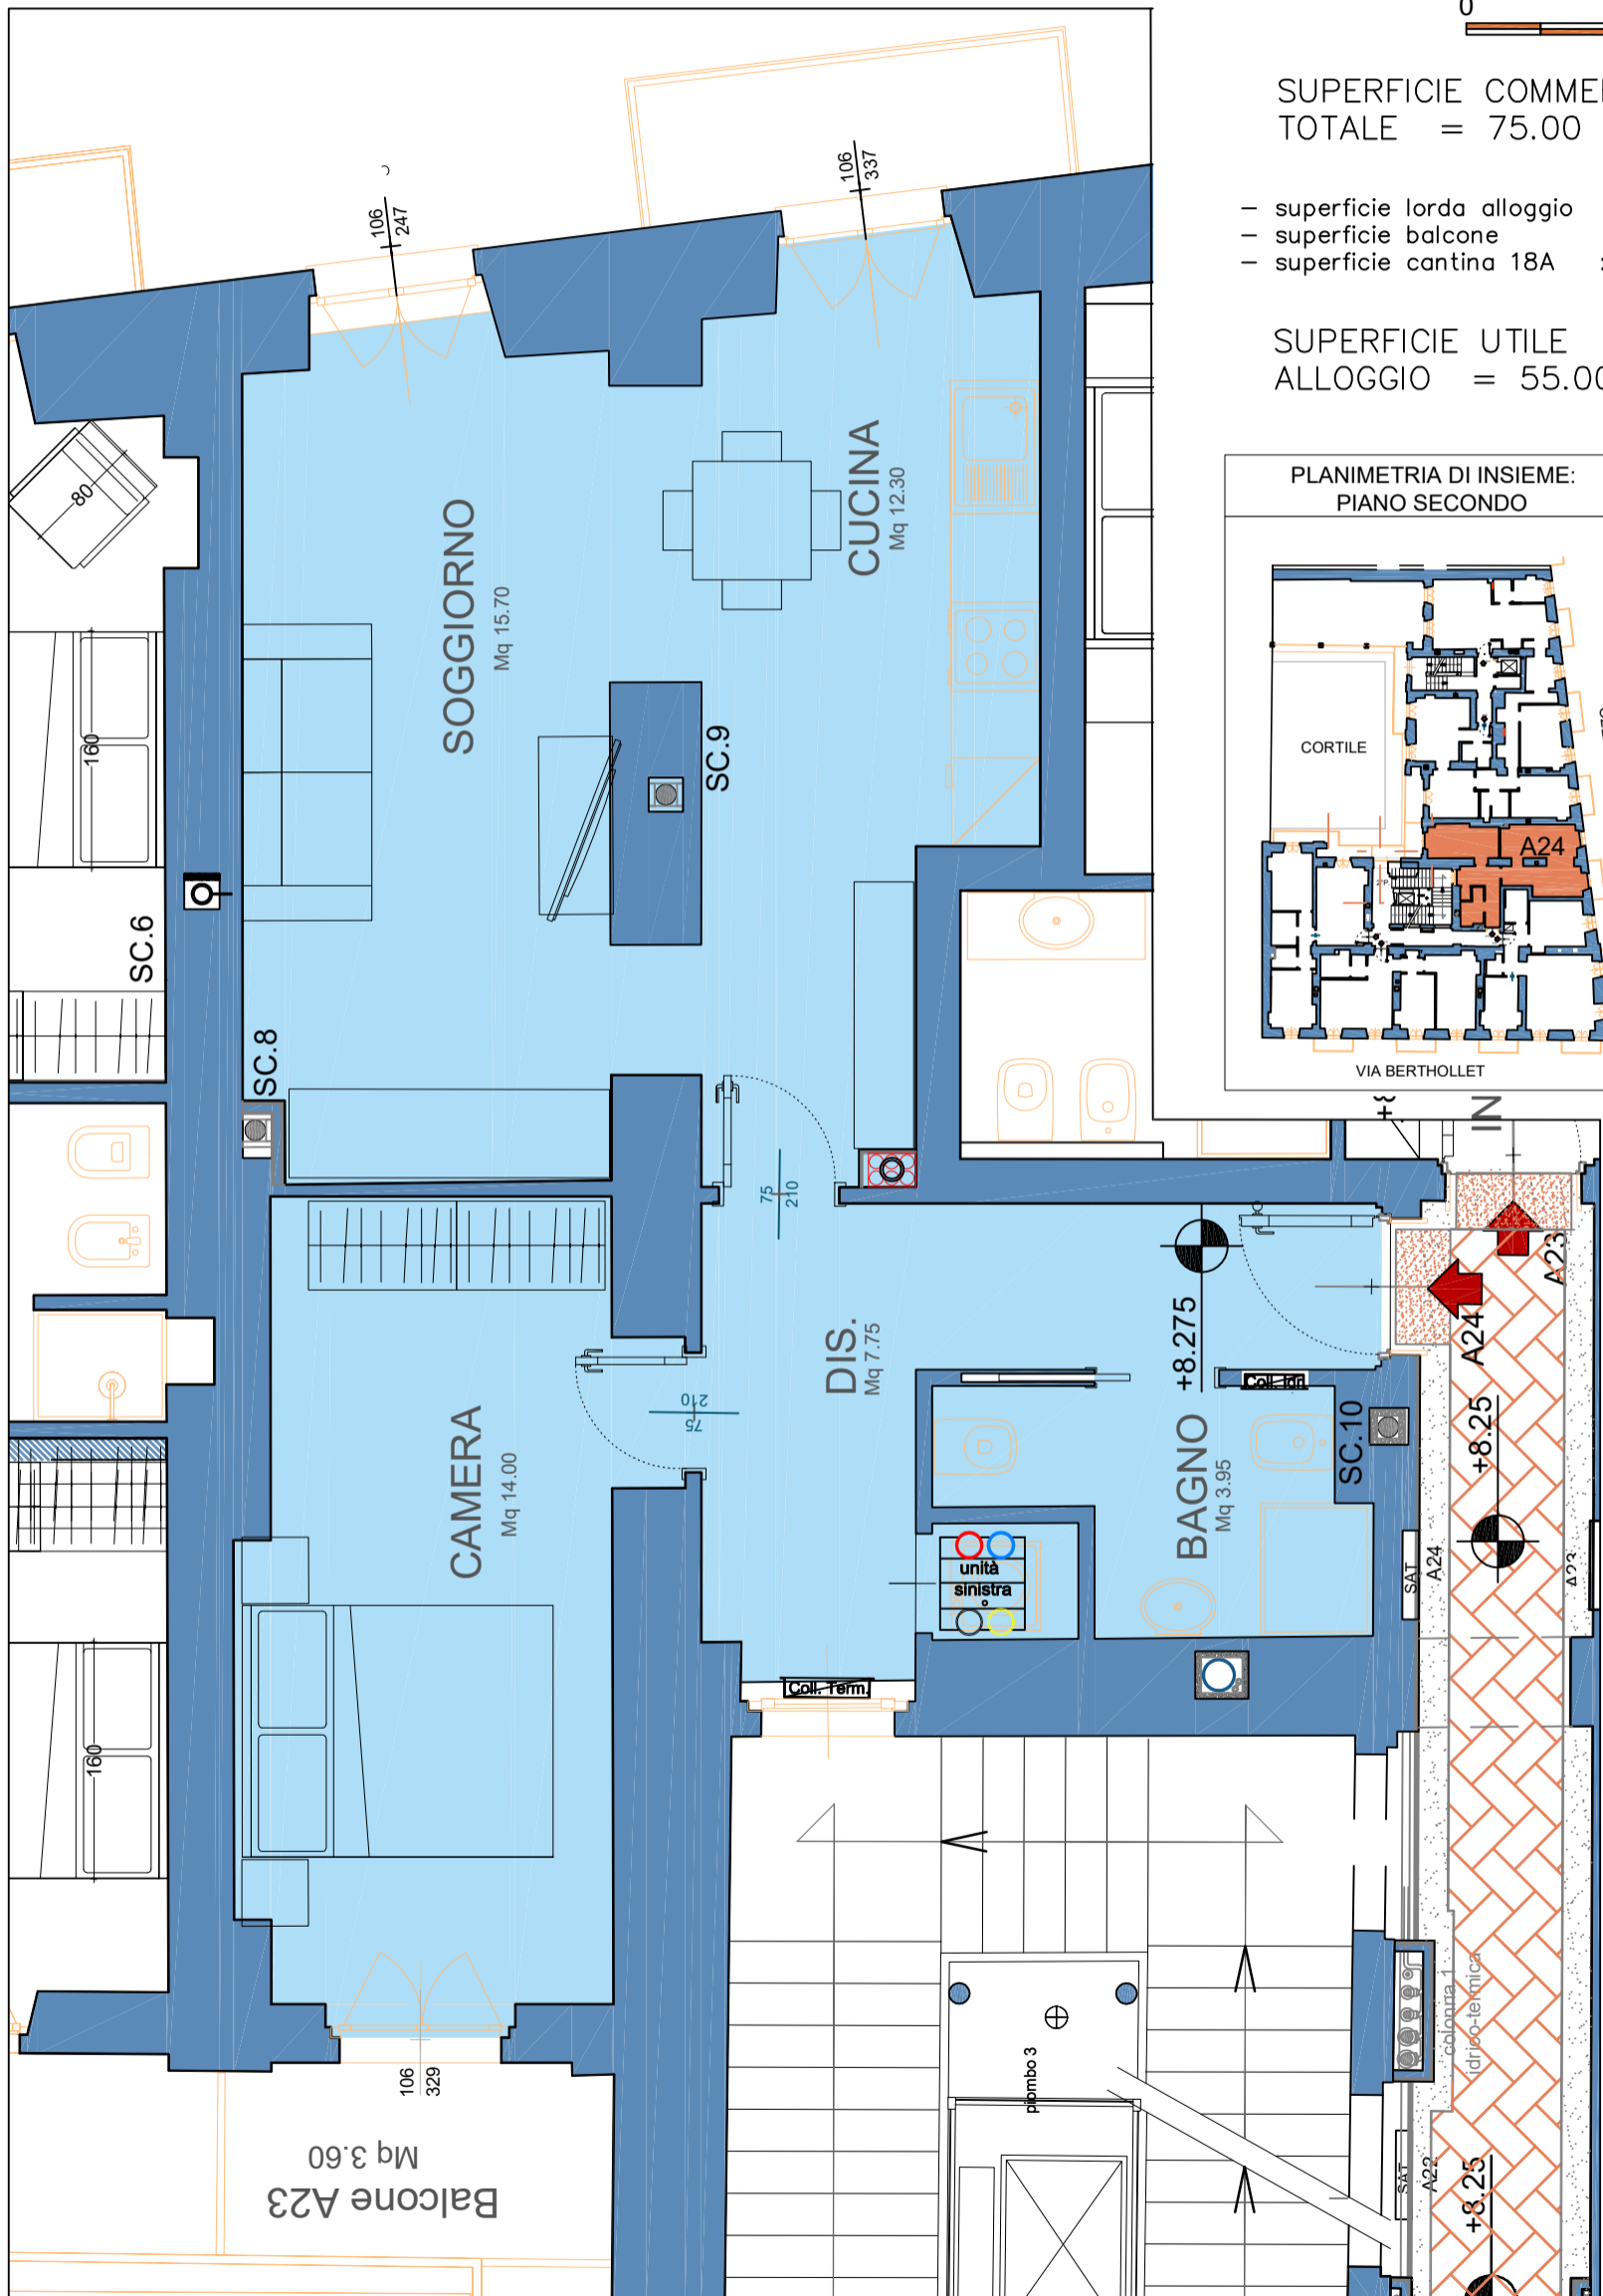 0
SUPERFICIE COMME
TOTALE = 75.00
– superficie lorda alloggio
– superficie balcone
– superficie cantina 18A :
SUPERFICIE UTILE
ALLOGGIO = 55.00
PLANIMETRIA DI INSIEME:
PIANO SECONDO
CORTILE
A24
VIA BERTHOLLET
106
247
106
337
80
SOGGIORNO
Mq 15.70
CUCINA
Mq 12.30
160
SC.9
SC.6
SC.8
75
210
IN
A23
A24
+8.275
DIS.
Mq 7.75
75
210
Coll. Idr.
CAMERA
Mq 14.00
BAGNO
Mq 3.95
SC.10
+8.25
unità
sinistra
SAT
A24
A23
Coll. Term.
160
colonna 1
idrico-termica
piombo 3
106
329
Mq 3.60
Balcone A23
SAT
A22
+8.25